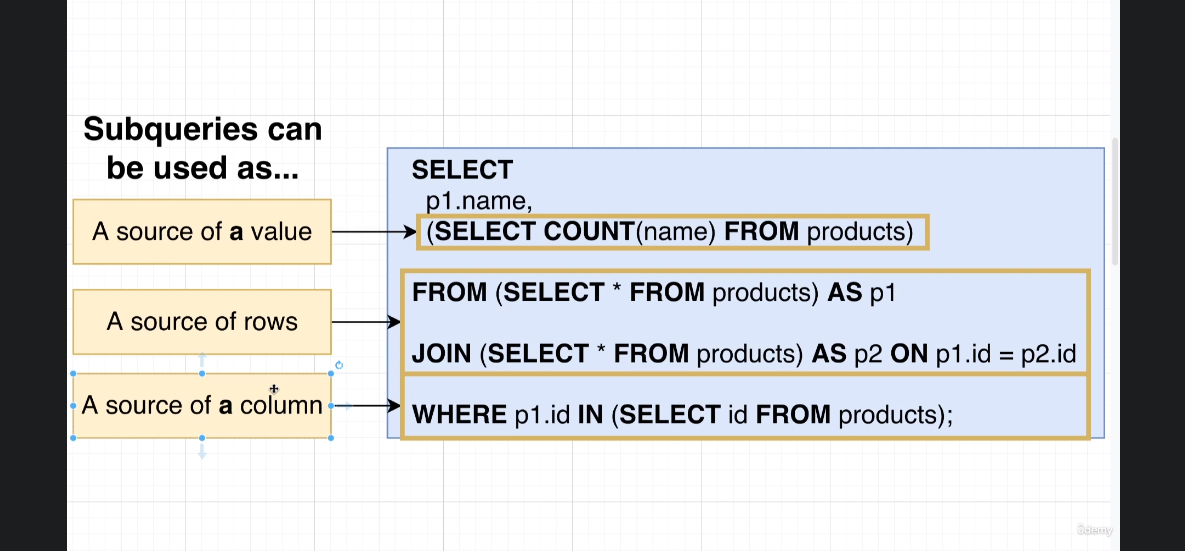 Subqueries can
be used as...
A source of a value
A source of rows
A source of a column
SELECT
p1.name,
(SELECT COUNT(name) FROM products)
FROM (SELECT * FROM products) AS p1
JOIN (SELECT * FROM products) AS p2 ON p1.id = p2.id
WHERE p1.id IN (SELECT id FROM products);
ûdemy